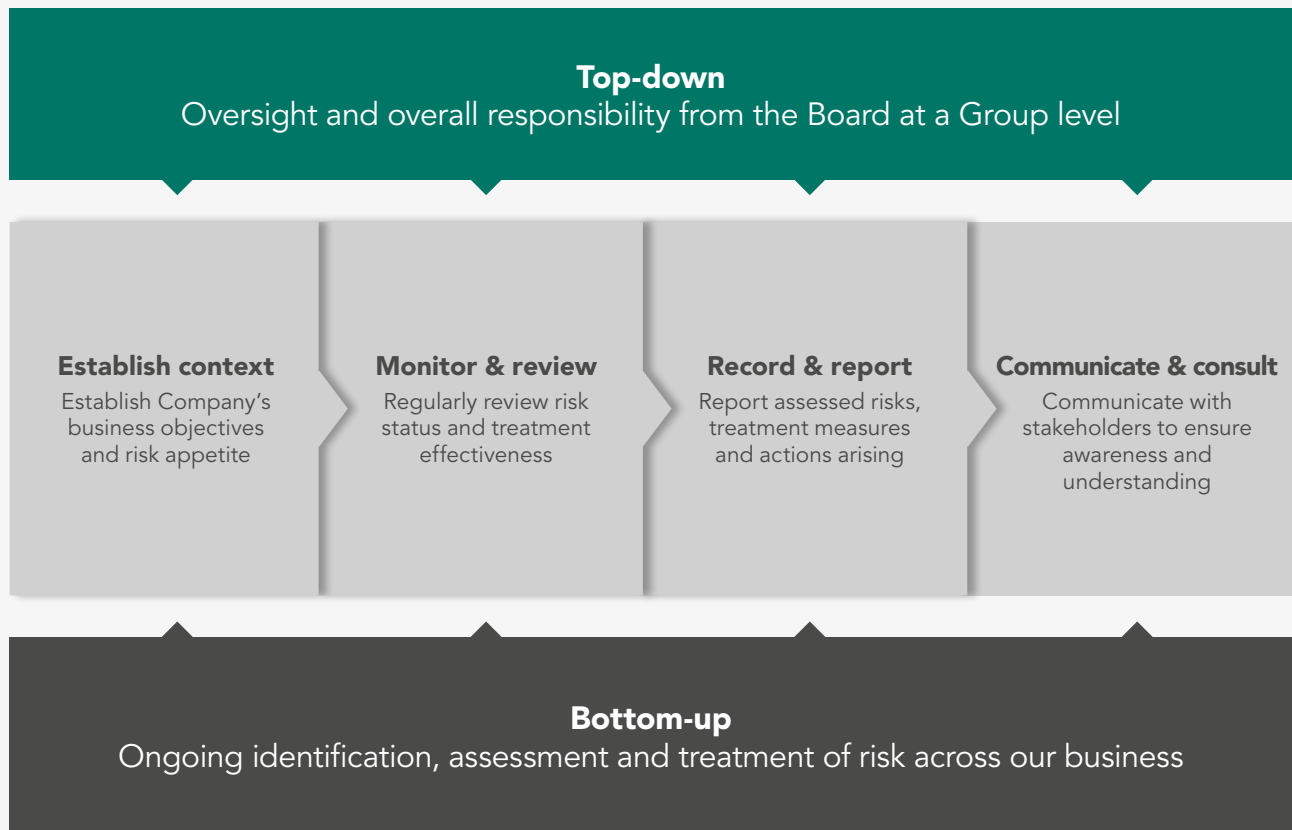 Top-down
Oversight and overall responsibility from the Board at a Group level
Establish context
Establish Company's
business objectives
and risk appetite
Monitor & review
Regularly review risk
status and treatment
effectiveness
Record & report
Report assessed risks,
treatment measures
and actions arising
Communicate & consult
Communicate with
stakeholders to ensure
awareness and
understanding
Bottom-up
Ongoing identification, assessment and treatment of risk across our business